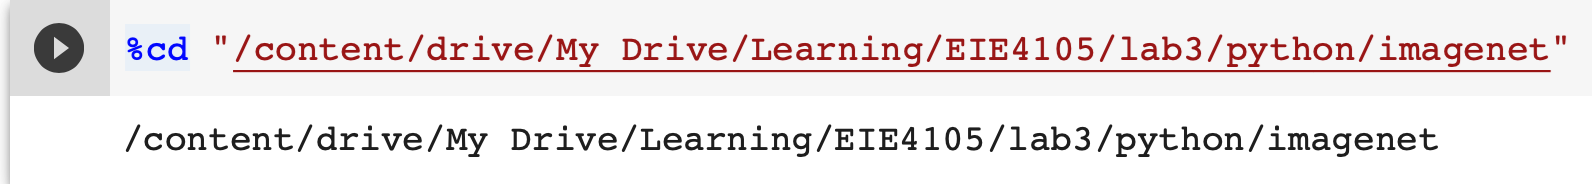 %cd "/content/drive/My Drive/Learning/EIE4105/lab3/python/imagenet"
/content/drive/My Drive/Learning/EIE4105/lab3/python/imagenet